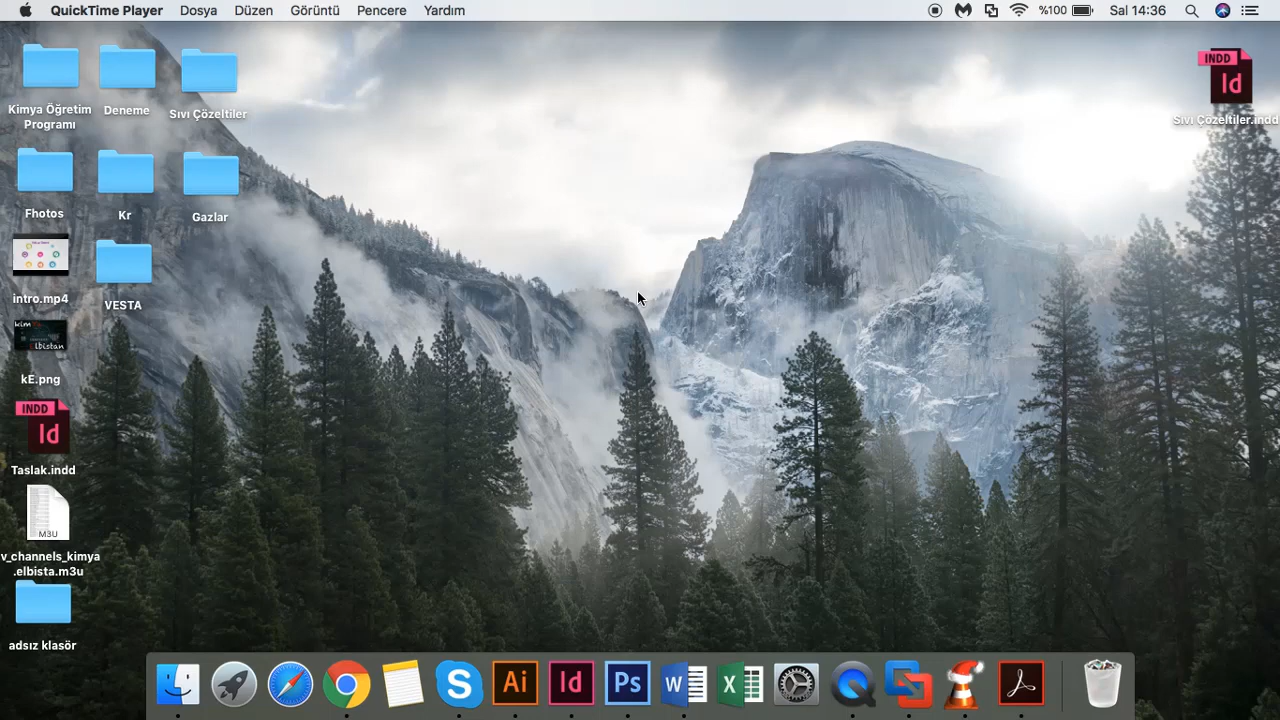 QuickTime Player Dosya Düzen Görüntü Pencere Yardım %100 Sal 14:36
Kimya Öğretim
Programı
Deneme
Sıvı Çözeltiler
INDD
Id
Sıvı Çözeltiler.indd
Fhotos
Kr
Gazlar
intro.mp4
VESTA
kim
lbistan
kE.png
INDD
Id
Taslak.indd
M3U
v_channels_kimya
.elbista.m3u
adsız klasör
S Ai Id Ps W X